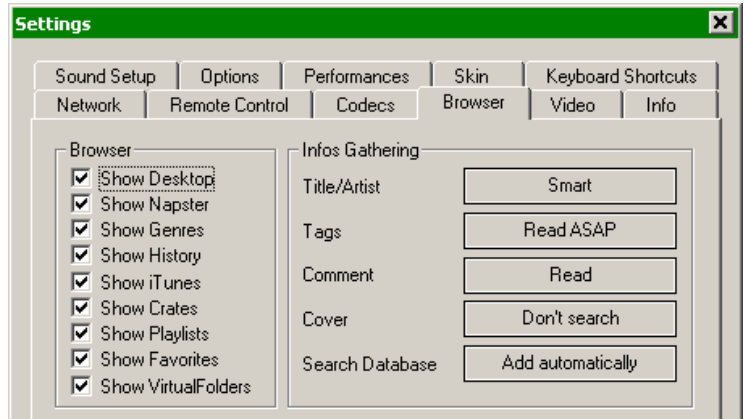 Settings
Sound Setup Options Performances Skin Keyboard Shortcuts
Network Remote Control Codecs Browser Video Info
Browser
Show Desktop
Show Napster
Show Genres
Show History
Show iTunes
Show Crates
Show Playlists
Show Favorites
Show VirtualFolders
Infos Gathering
Title/Artist Smart
Tags Read ASAP
Comment Read
Cover Don't search
Search Database Add automatically